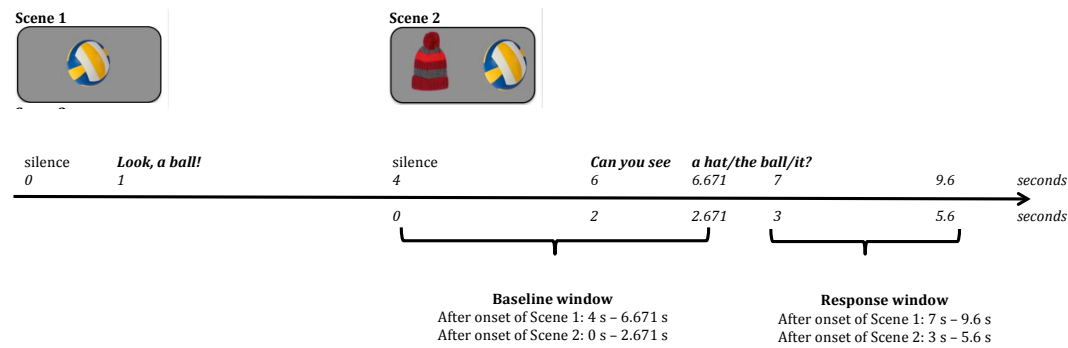 Scene 1
Scene 2
silence
Look, a ball!
silence
Can you see
a hat/the ball/it?
0
1
4
6
6.671
7
9.6
seconds
0
2
2.671
3
5.6
seconds
Baseline window
After onset of Scene 1: 4 s – 6.671 s
After onset of Scene 2: 0 s – 2.671 s
Response window
After onset of Scene 1: 7 s – 9.6 s
After onset of Scene 2: 3 s – 5.6 s